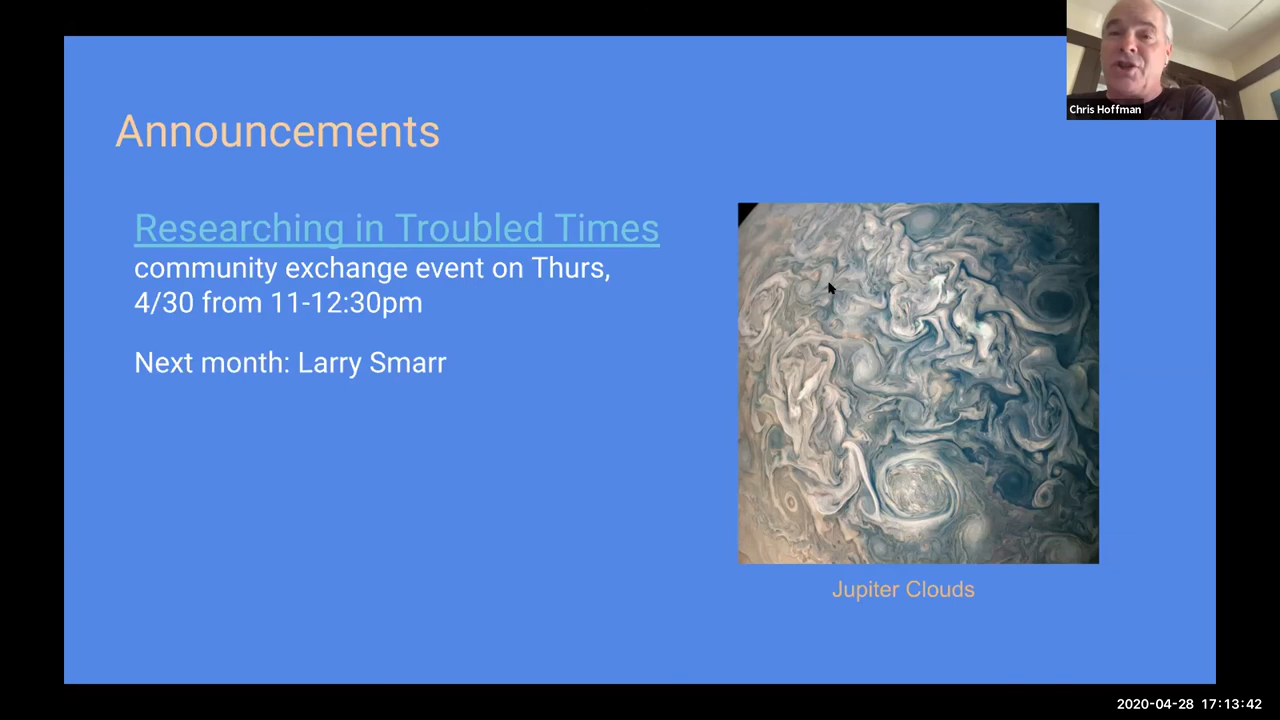 Chris Hoffman
Announcements
Researching in Troubled Times
community exchange event on Thurs,
4/30 from 11-12:30pm
Next month: Larry Smarr
Jupiter Clouds
2020-04-28 17:13:42